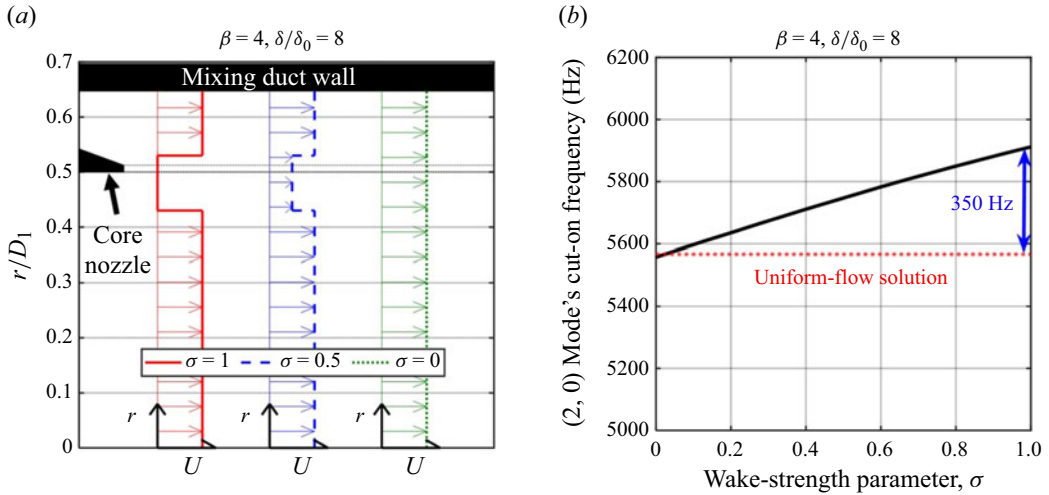 (a)
β = 4, δ/δ0 = 8
0.7
0.6
0.5
0.4
0.3
0.2
0.1
0
r/D1
Mixing duct wall
Core
nozzle
σ = 1
σ = 0.5
σ = 0
r
r
r
U
U
U
(b)
β = 4, δ/δ0 = 8
6200
6000
5800
5600
5400
5200
5000
(2, 0) Mode's cut-on frequency (Hz)
350 Hz
Uniform-flow solution
0
0.2
0.4
0.6
0.8
1.0
Wake-strength parameter, σ